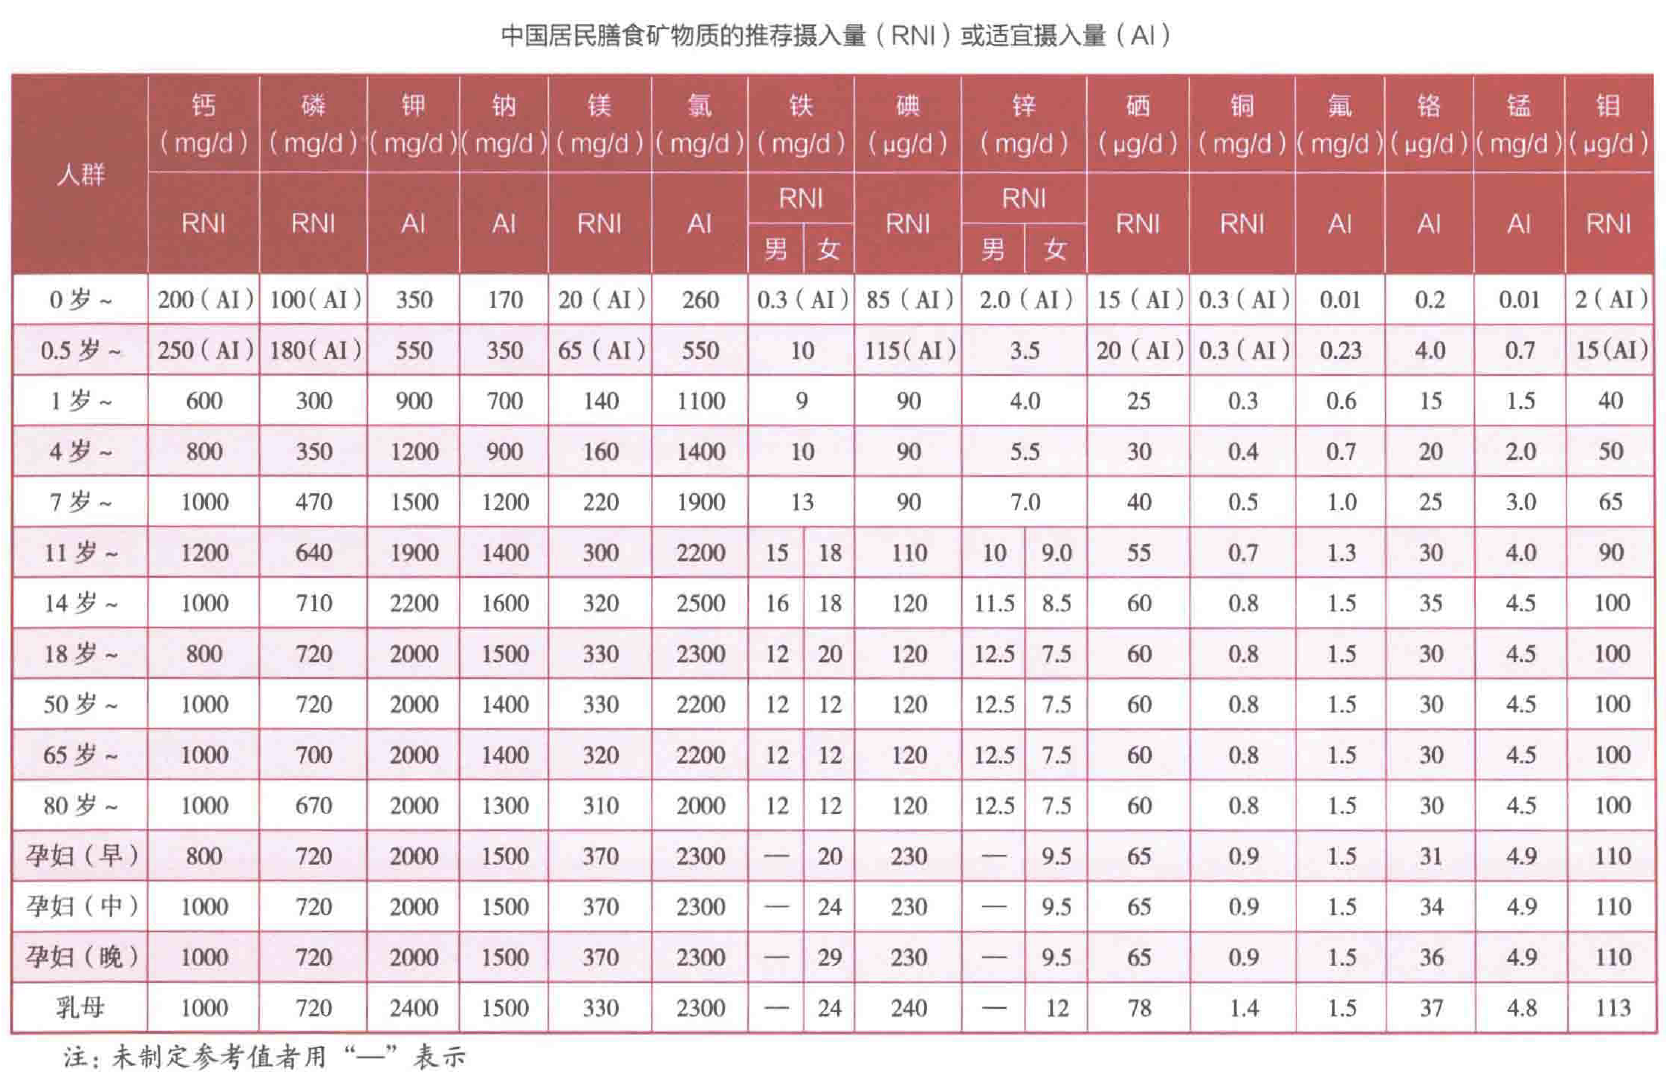 中国居民膳食矿物质的推荐摄入量（RNI）或适宜摄入量（AI）
人群 钙 磷 钾 钠 镁 氯 铁 碘 锌 硒 铜 氟 铬 锰 钼
（mg/d） （mg/d） （mg/d） （mg/d） （mg/d） （mg/d） （mg/d） （μg/d） （mg/d） （μg/d） （mg/d） （mg/d） （μg/d） （mg/d） （μg/d）
RNI RNI AI AI RNI AI RNI RNI RNI RNI RNI AI AI AI RNI
男 女 男 女
0 岁 ~ 200（AI） 100（AI） 350 170 20（AI） 260 0.3（AI） 85（AI） 2.0（AI） 15（AI） 0.3（AI） 0.01 0.2 0.01 2（AI）
0.5 岁 ~ 250（AI） 180（AI） 550 350 65（AI） 550 10 115（AI） 3.5 20（AI） 0.3（AI） 0.23 4.0 0.7 15（AI）
1 岁 ~ 600 300 900 700 140 1100 9 90 4.0 25 0.3 0.6 15 1.5 40
4 岁 ~ 800 350 1200 900 160 1400 10 90 5.5 30 0.4 0.7 20 2.0 50
7 岁 ~ 1000 470 1500 1200 220 1900 13 90 7.0 40 0.5 1.0 25 3.0 65
11 岁 ~ 1200 640 1900 1400 300 2200 15 18 110 10 9.0 55 0.7 1.3 30 4.0 90
14 岁 ~ 1000 710 2200 1600 320 2500 16 18 120 11.5 8.5 60 0.8 1.5 35 4.5 100
18 岁 ~ 800 720 2000 1500 330 2300 12 20 120 12.5 7.5 60 0.8 1.5 30 4.5 100
50 岁 ~ 1000 720 2000 1400 330 2200 12 12 120 12.5 7.5 60 0.8 1.5 30 4.5 100
65 岁 ~ 1000 700 2000 1400 320 2200 12 12 120 12.5 7.5 60 0.8 1.5 30 4.5 100
80 岁 ~ 1000 670 2000 1300 310 2000 12 12 120 12.5 7.5 60 0.8 1.5 30 4.5 100
孕妇（早） 800 720 2000 1500 370 2300 — 20 230 — 9.5 65 0.9 1.5 31 4.9 110
孕妇（中） 1000 720 2000 1500 370 2300 — 24 230 — 9.5 65 0.9 1.5 34 4.9 110
孕妇（晚） 1000 720 2000 1500 370 2300 — 29 230 — 9.5 65 0.9 1.5 36 4.9 110
乳母 1000 720 2400 1500 330 2300 — 24 240 — 12 78 1.4 1.5 37 4.8 113
注：未制定参考值者用“—”表示